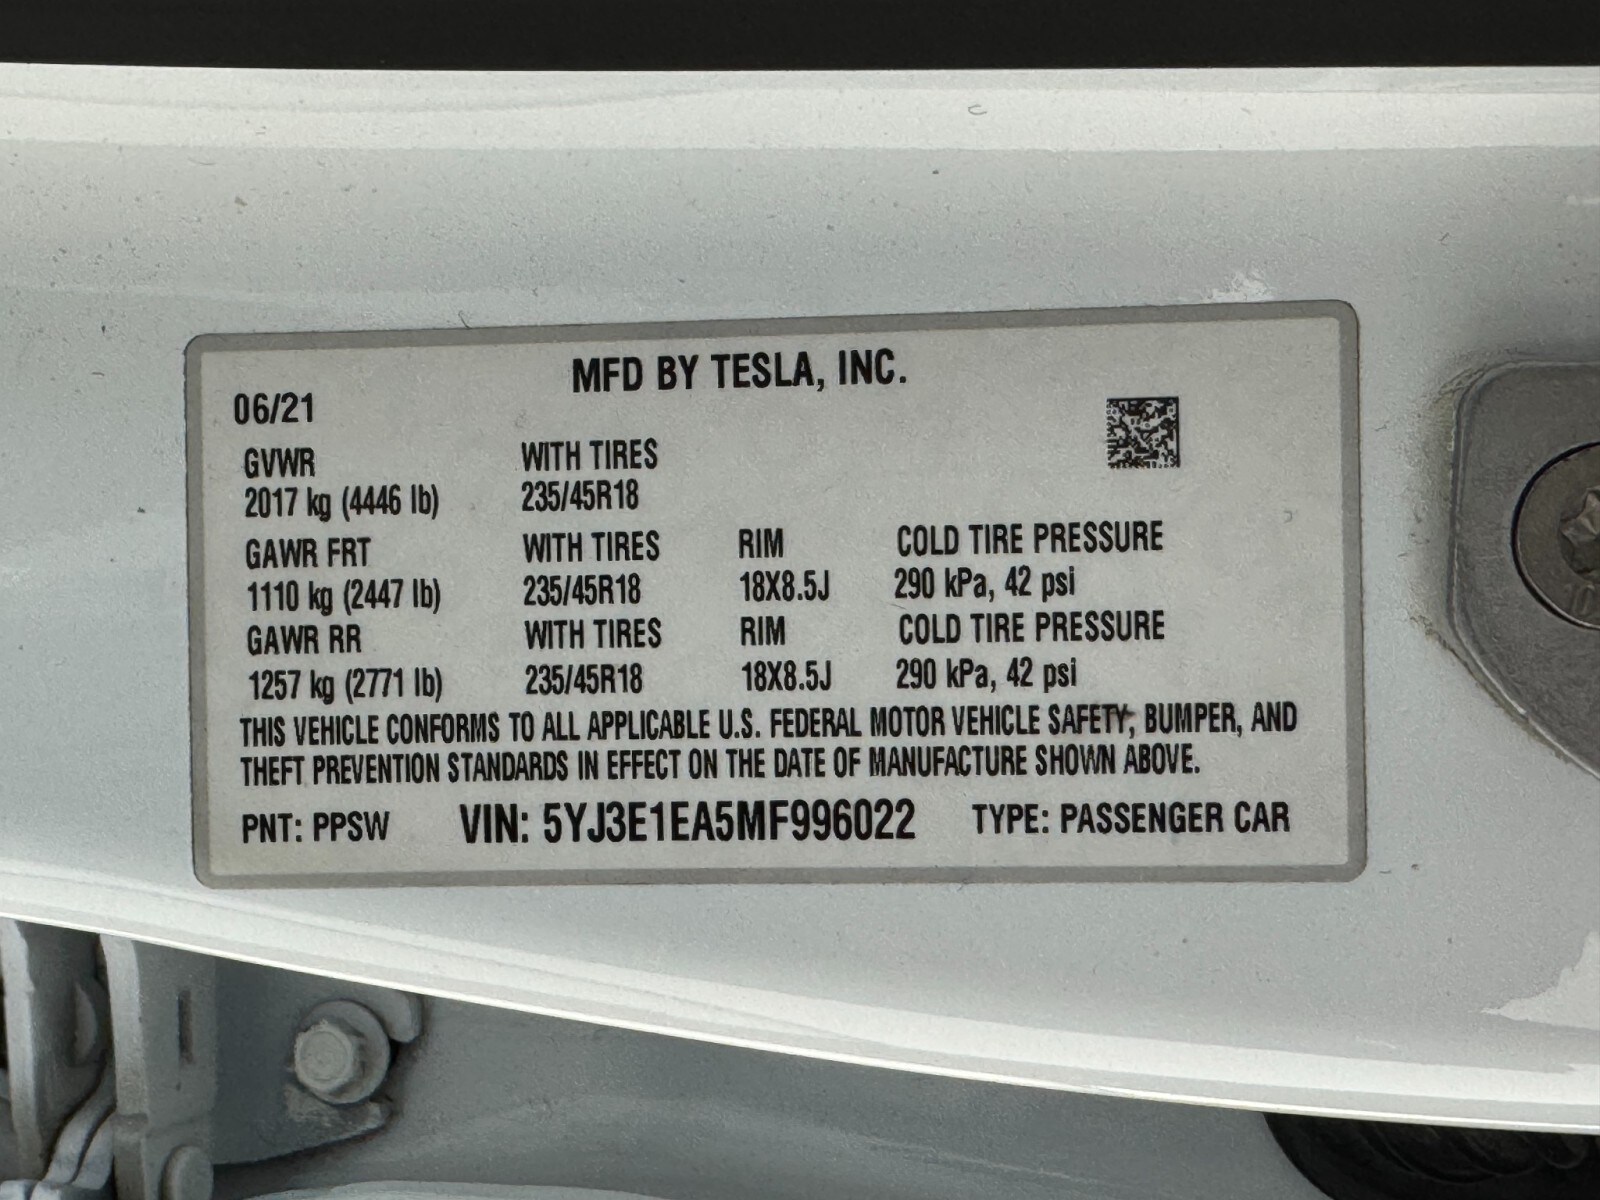 MFD BY TESLA, INC.
06/21
GVWR WITH TIRES
2017 kg (4446 lb) 235/45R18
GAWR FRT WITH TIRES RIM COLD TIRE PRESSURE
1110 kg (2447 lb) 235/45R18 18X8.5J 290 kPa, 42 psi
GAWR RR WITH TIRES RIM COLD TIRE PRESSURE
1257 kg (2771 lb) 235/45R18 18X8.5J 290 kPa, 42 psi
THIS VEHICLE CONFORMS TO ALL APPLICABLE U.S. FEDERAL MOTOR VEHICLE SAFETY, BUMPER, AND
THEFT PREVENTION STANDARDS IN EFFECT ON THE DATE OF MANUFACTURE SHOWN ABOVE.
PNT: PPSW VIN: 5YJ3E1EA5MF996022 TYPE: PASSENGER CAR
10